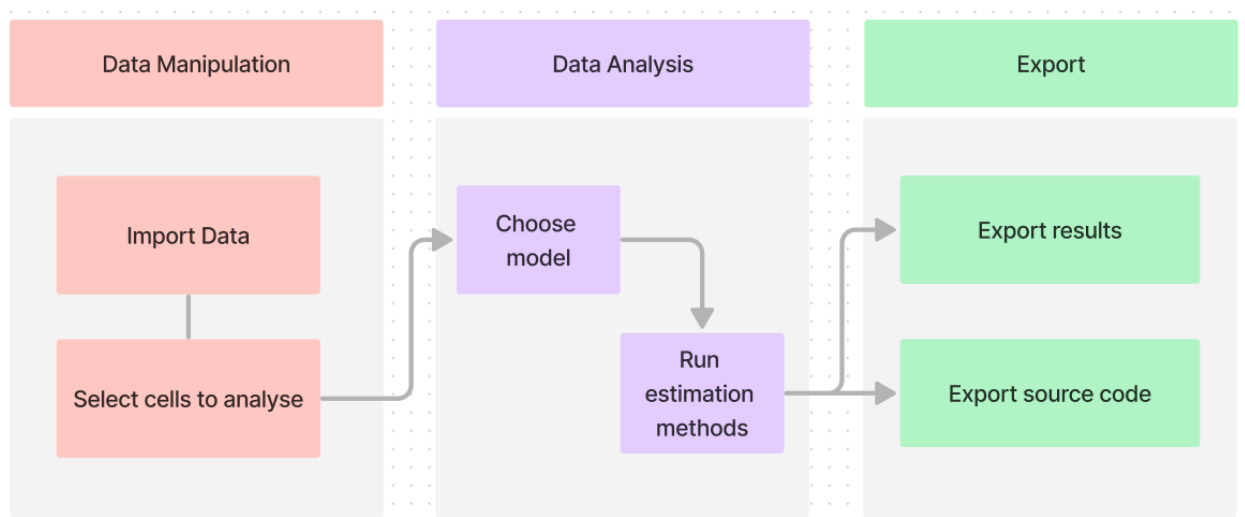 Data Manipulation
Data Analysis
Export
Import Data
Select cells to analyse
Choose
model
Run
estimation
methods
Export results
Export source code